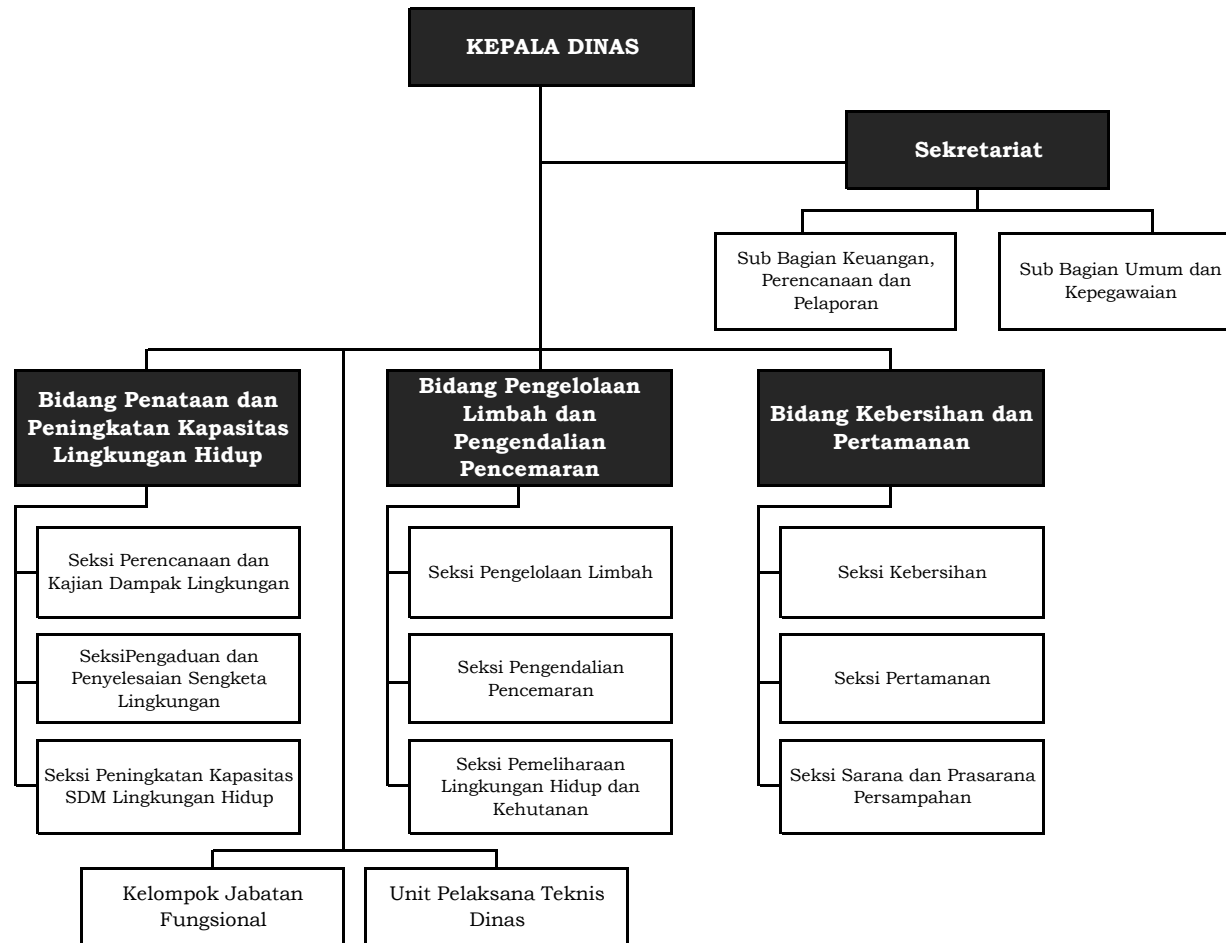 KEPALA DINAS
Sekretariat
Sub Bagian Keuangan,
Perencanaan dan
Pelaporan
Sub Bagian Umum dan
Kepegawaian
Bidang Penataan dan
Peningkatan Kapasitas
Lingkungan Hidup
Bidang Pengelolaan
Limbah dan
Pengendalian
Pencemaran
Bidang Kebersihan dan
Pertamanan
Seksi Perencanaan dan
Kajian Dampak Lingkungan
SeksiPengaduan dan
Penyelesaian Sengketa
Lingkungan
Seksi Peningkatan Kapasitas
SDM Lingkungan Hidup
Seksi Pengelolaan Limbah
Seksi Pengendalian
Pencemaran
Seksi Pemeliharaan
Lingkungan Hidup dan
Kehutanan
Seksi Kebersihan
Seksi Pertamanan
Seksi Sarana dan Prasarana
Persampahan
Kelompok Jabatan
Fungsional
Unit Pelaksana Teknis
Dinas